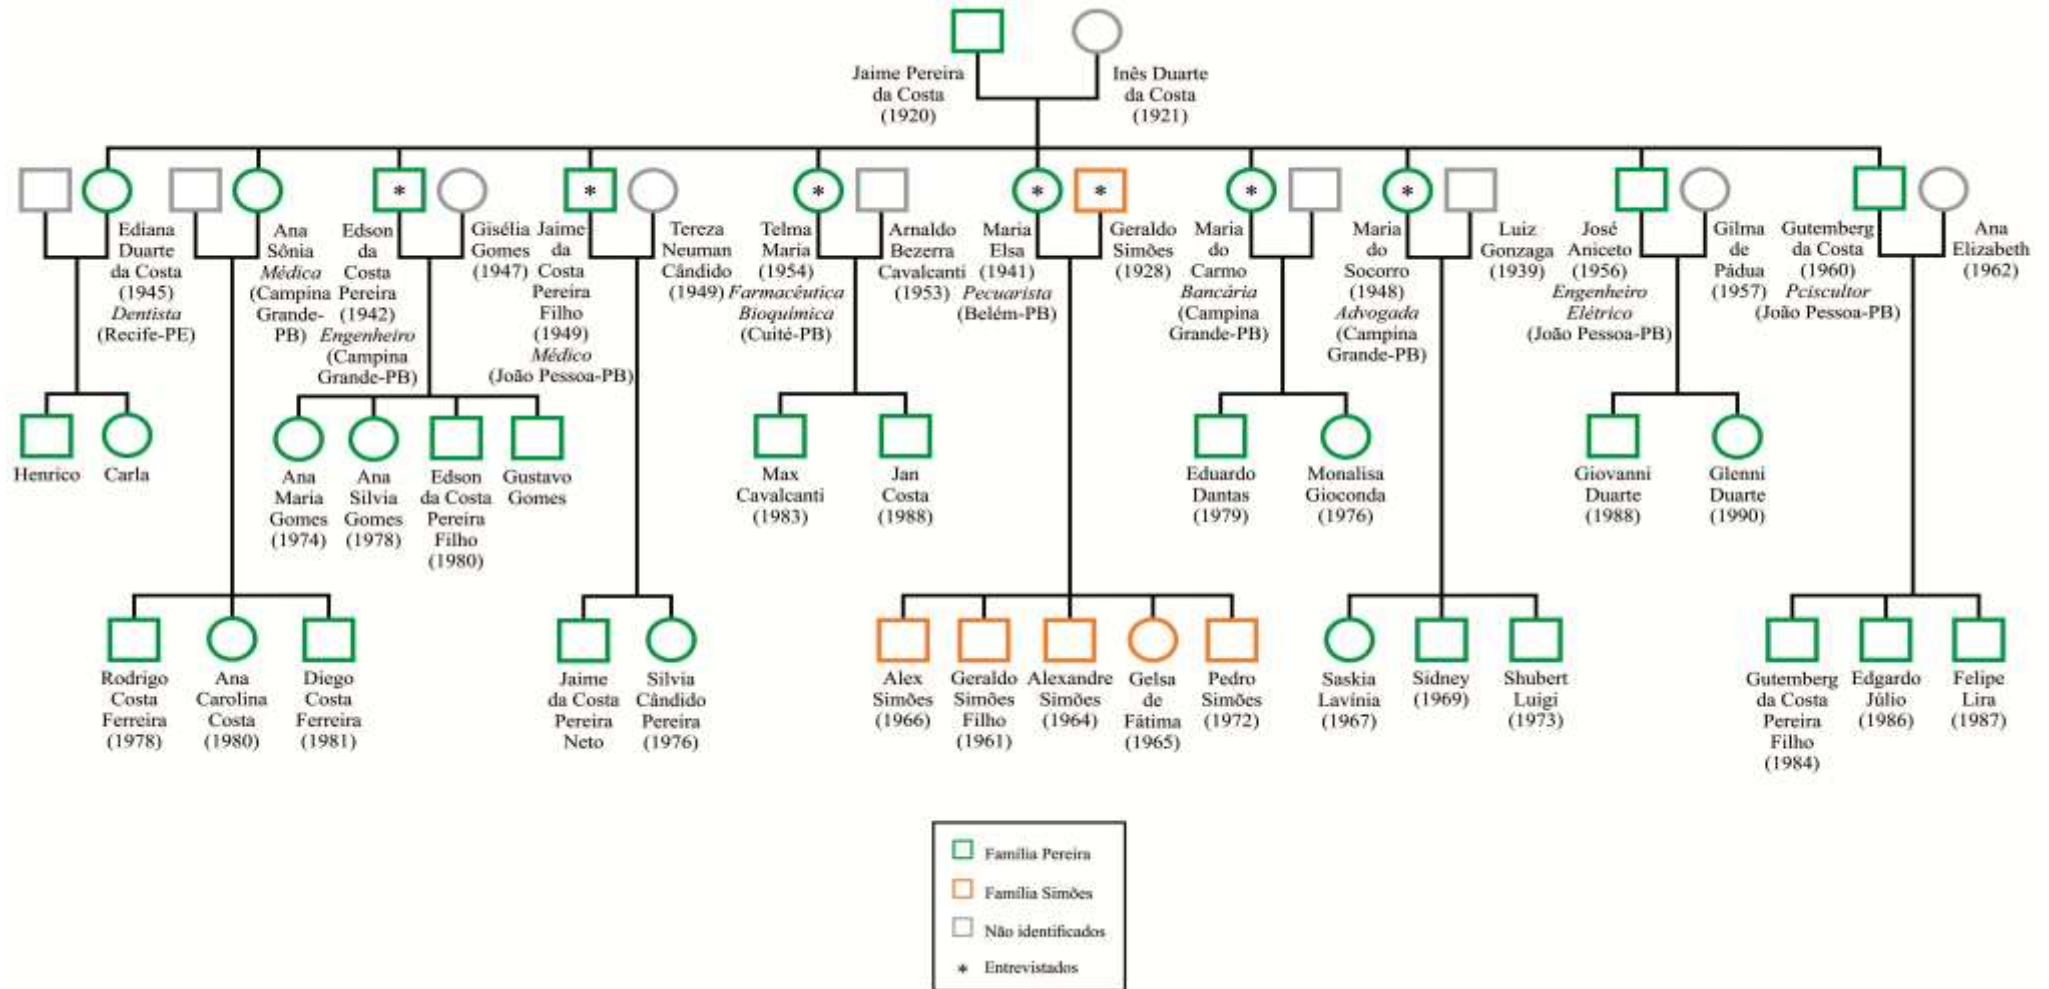 Jaime Pereira
da Costa
(1920)
Inês Duarte
da Costa
(1921)
Ediana
Duarte
da Costa
(1945)
Dentista
(Recife-PE)
Ana
Sônia
Médica
(Campina
Grande-
PB)
Edson
da
Costa
Pereira
(1942)
Engenheiro
(Campina
Grande-PB)
Gisélia
Gomes
(1947)
Jaime
da
Costa
Pereira
Filho
(1949)
Médico
(João Pessoa-PB)
Tereza
Neuman
Cândido
(1949)
Telma
Maria
(1954)
Farmacêutica
Bioquímica
(Cuité-PB)
Arnaldo
Bezerra
Cavalcanti
(1953)
Maria
Elsa
(1941)
Pecuarista
(Belém-PB)
Geraldo
Simões
(1928)
Maria
do
Carmo
Bancária
(Campina
Grande-PB)
Maria
do
Socorro
(1948)
Advogada
(Campina
Grande-PB)
Luiz
Gonzaga
(1939)
José
Aniceto
(1956)
Engenheiro
Elétrico
(João Pessoa-PB)
Gilma
de
Pádua
(1957)
Gutemberg
da Costa
(1960)
Pciscultor
(João Pessoa-PB)
Ana
Elizabeth
(1962)
Henrico
Carla
Ana
Maria
Gomes
(1974)
Ana
Silvia
Gomes
(1978)
Edson
da Costa
Pereira
Filho
(1980)
Gustavo
Gomes
Max
Cavalcanti
(1983)
Jan
Costa
(1988)
Eduardo
Dantas
(1979)
Monalisa
Gioconda
(1976)
Giovanni
Duarte
(1988)
Glenni
Duarte
(1990)
Rodrigo
Costa
Ferreira
(1978)
Ana
Carolina
Costa
(1980)
Diego
Costa
Ferreira
(1981)
Jaime
da Costa
Pereira
Neto
Silvia
Cândido
Pereira
(1976)
Alex
Simões
(1966)
Geraldo
Simões
Filho
(1961)
Alexandre
Simões
(1964)
Gelsa
de
Fátima
(1965)
Pedro
Simões
(1972)
Saskia
Lavínia
(1967)
Sidney
(1969)
Shubert
Luigi
(1973)
Gutemberg
da Costa
Pereira
Filho
(1984)
Edgardo
Júlio
(1986)
Felipe
Lira
(1987)
Família Pereira
Família Simões
Não identificados
* Entrevistados